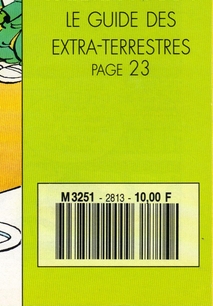 LE GUIDE DES
EXTRA-TERRESTRES
PAGE 23
M 3251 - 2813 - 10,00 F